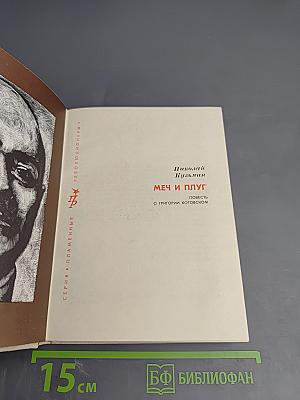 Николай
Кузьмин
МЕЧ И ПЛУГ
ПОВЕСТЬ
О ГРИГОРИИ КОТОВСКОМ
СЕРИЯ • ПЛАМЕННЫЕ РЕВОЛЮЦИОНЕРЫ •
15 см
БФ БИБЛИОФАН